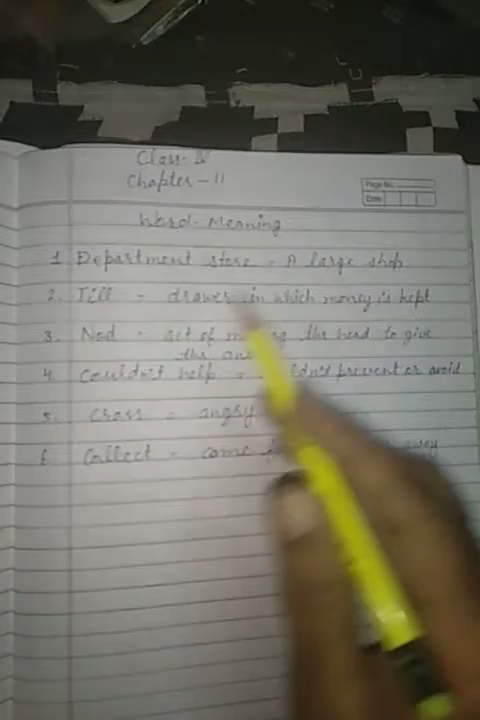 Class - IV
Chapter - 11
Page No.
Date
Word - Meaning
1 Department store = A large shop
2. Till = drawer in which money is kept
3. Nod = act of the head to give
the
4. Couldn't help = prevent or avoid
5. Cross = angry
6 Collect = come away